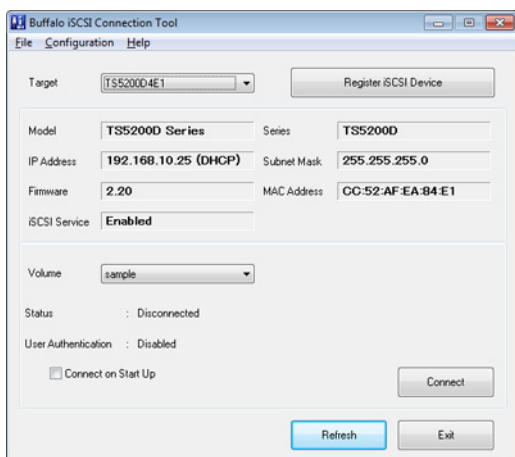 Buffalo iSCSI Connection Tool
File Configuration Help
Target TS5200D4E1 Register iSCSI Device
Model TS5200D Series Series TS5200D
IP Address 192.168.10.25 (DHCP) Subnet Mask 255.255.255.0
Firmware 2.20 MAC Address CC:52:AF:EA:84:E1
iSCSI Service Enabled
Volume sample
Status : Disconnected
User Authentication : Disabled
Connect on Start Up
Connect
Refresh Exit